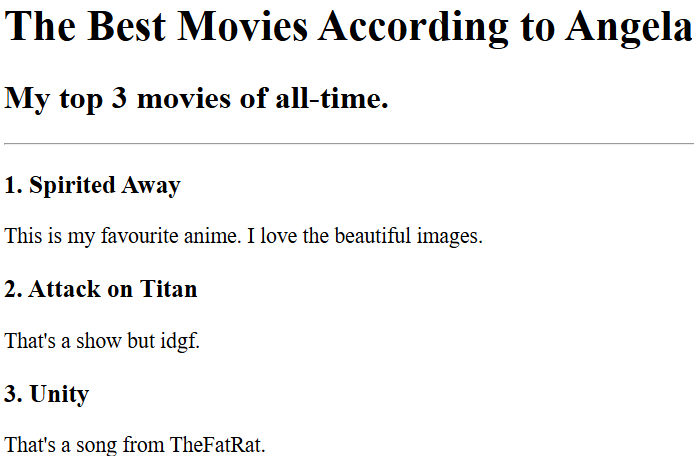 The Best Movies According to Angela
My top 3 movies of all-time.
1. Spirited Away
This is my favourite anime. I love the beautiful images.
2. Attack on Titan
That's a show but idgf.
3. Unity
That's a song from TheFatRat.